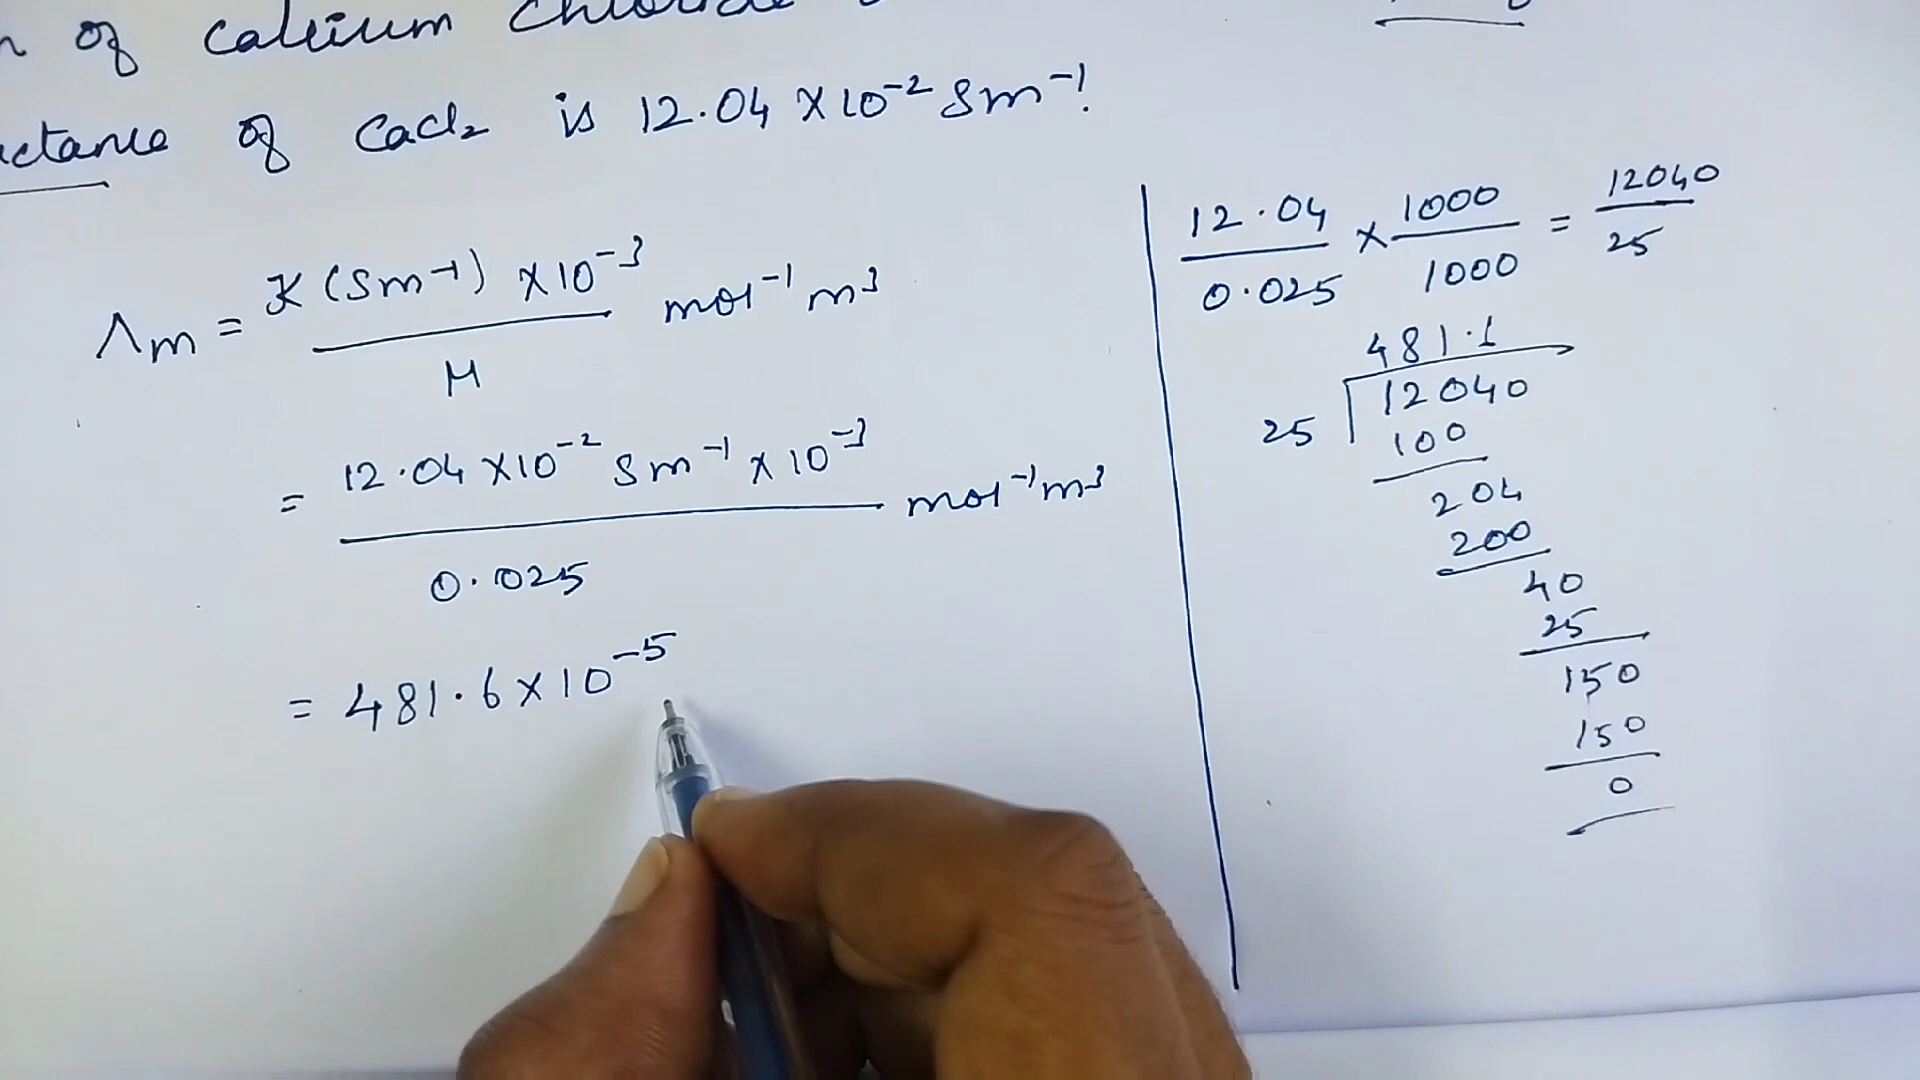 of calcium chloride
ctance of CaCl₂ is 12.04 × 10⁻² Sm⁻¹.
Λm = K (Sm⁻¹) × 10⁻³ / M mol⁻¹ m³
= 12.04 × 10⁻² Sm⁻¹ × 10⁻³ / 0.025 mol⁻¹ m³
= 481.6 × 10⁻⁵
12.04 / 0.025 × 1000 / 1000 = 12040 / 25
481.6
25 12040
100
204
200
40
25
150
150
0